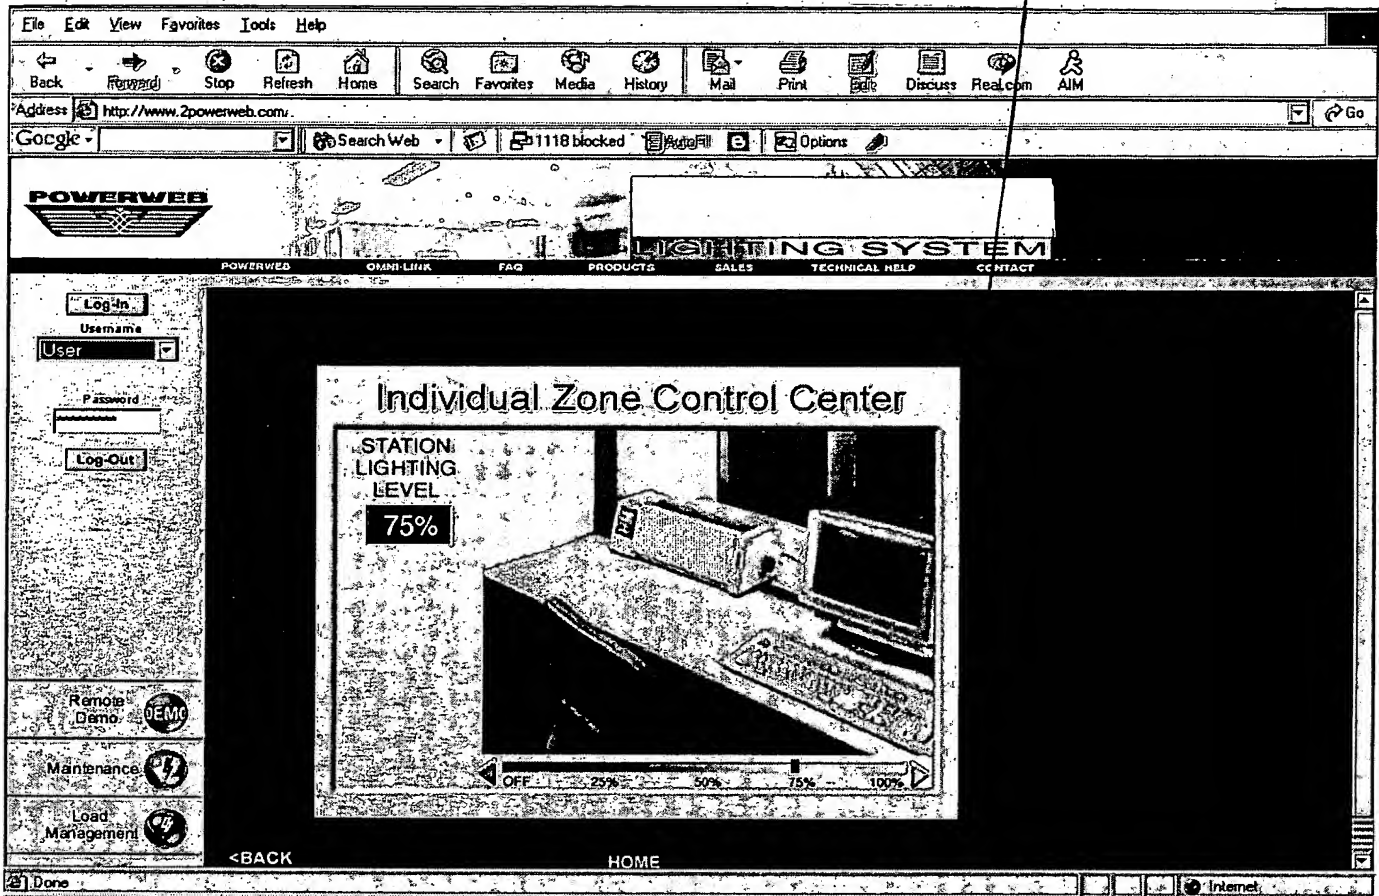 File Edit View Favorites Tools Help
Back Forward Stop Refresh Home Search Favorites Media History Mail Print Edit Discuss Real.com AIM
Address http://www.2powerweb.com/
Google Search Web 1118 blocked AutoFill Options Go
POWERWEB
LIGHTING SYSTEM
POWERWEB OMNI-LINK FAQ PRODUCTS SALES TECHNICAL HELP CONTACT
Log-In
Username
User
Password
**********
Log-Out
Individual Zone Control Center
STATION
LIGHTING
LEVEL
75%
OFF 25% 50% 75% 100%
Remote
Demo
DEMO
Maintenance
Load
Management
<BACK HOME
Done Internet